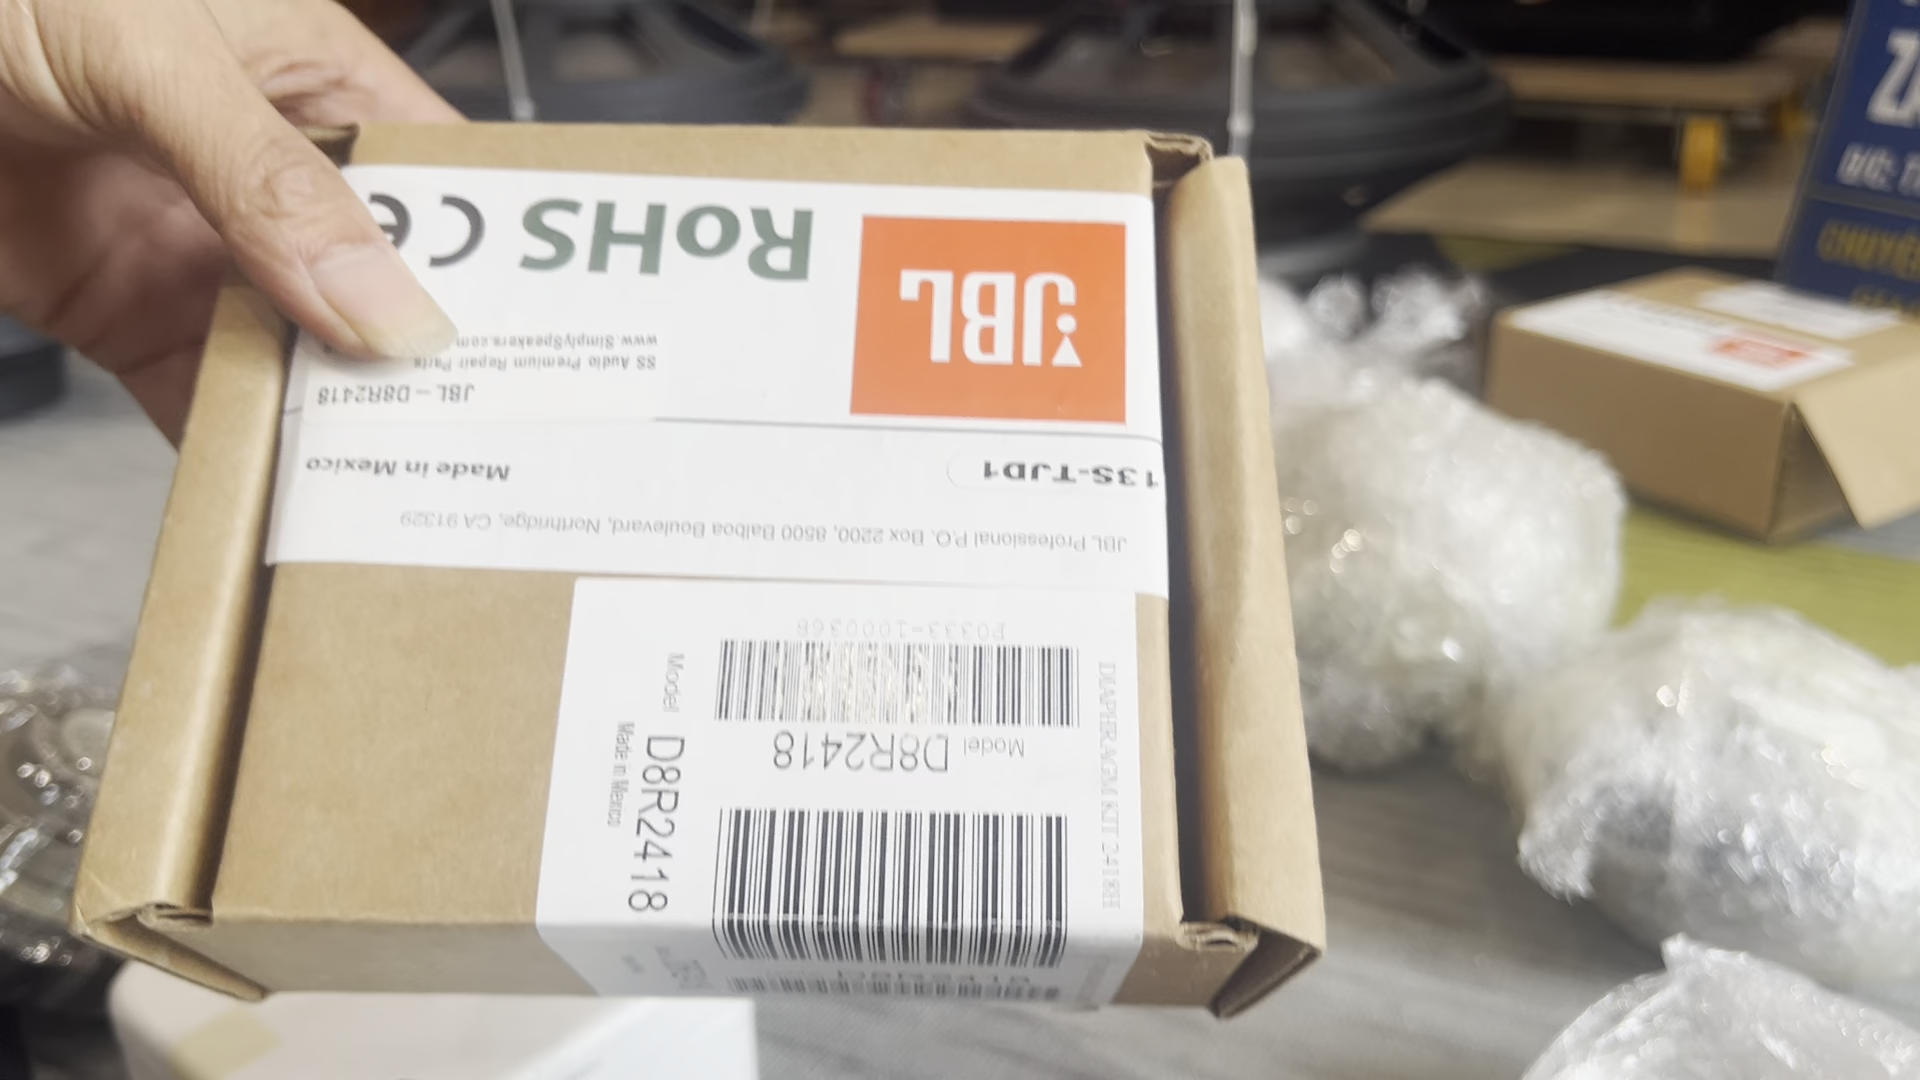 JBL
RoHS CE
JBL – D8R2418
SS Audio Premium Repair Parts
www.SimplySpeakers.com
13S-TJD1
Made in Mexico
JBL Professional P.O. Box 2200, 8500 Balboa Boulevard, Northridge, CA 91329
P0333-1000368
Model D8R2418
Model D8R2418
Made in Mexico
DIAPHRAGM KIT 2418H
Đ/C:
CHUYÊ